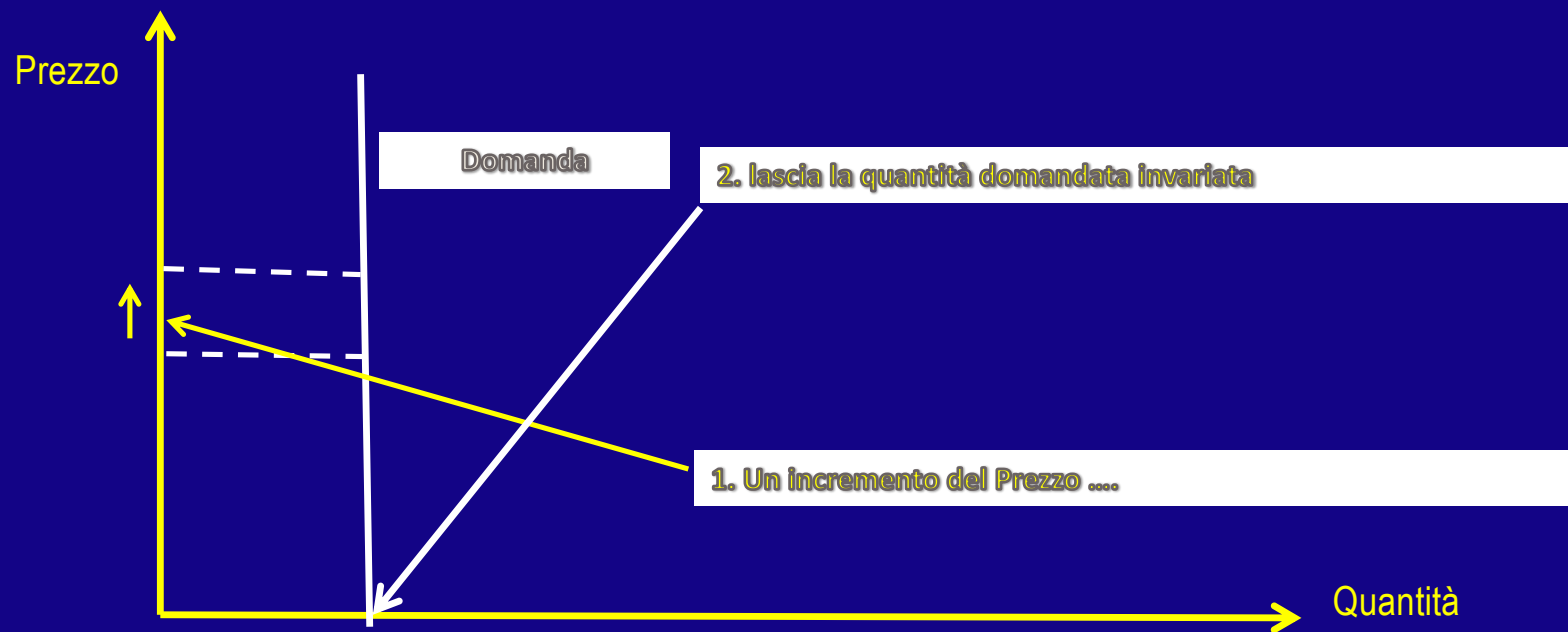 Prezzo
Domanda
2. lascia la quantità domandata invariata
1. Un incremento del Prezzo ....
Quantità